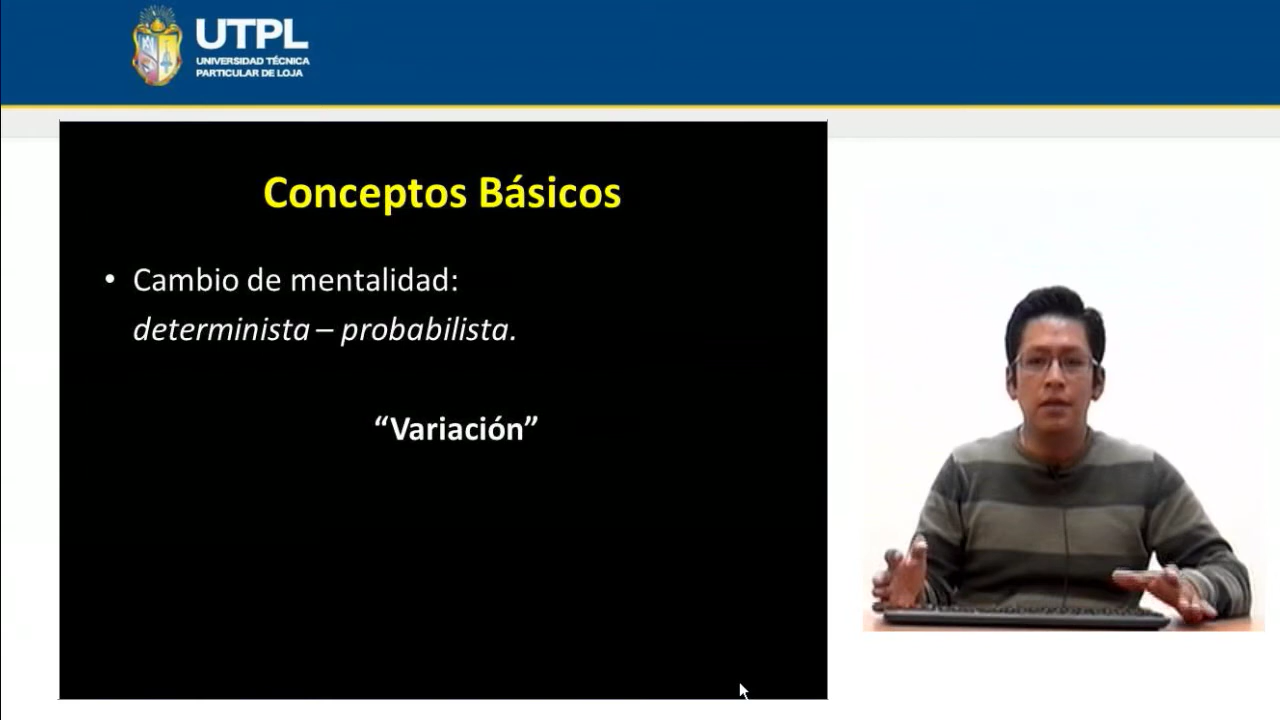 UTPL
UNIVERSIDAD TÉCNICA
PARTICULAR DE LOJA
Conceptos Básicos
• Cambio de mentalidad:
determinista – probabilista.
“Variación”